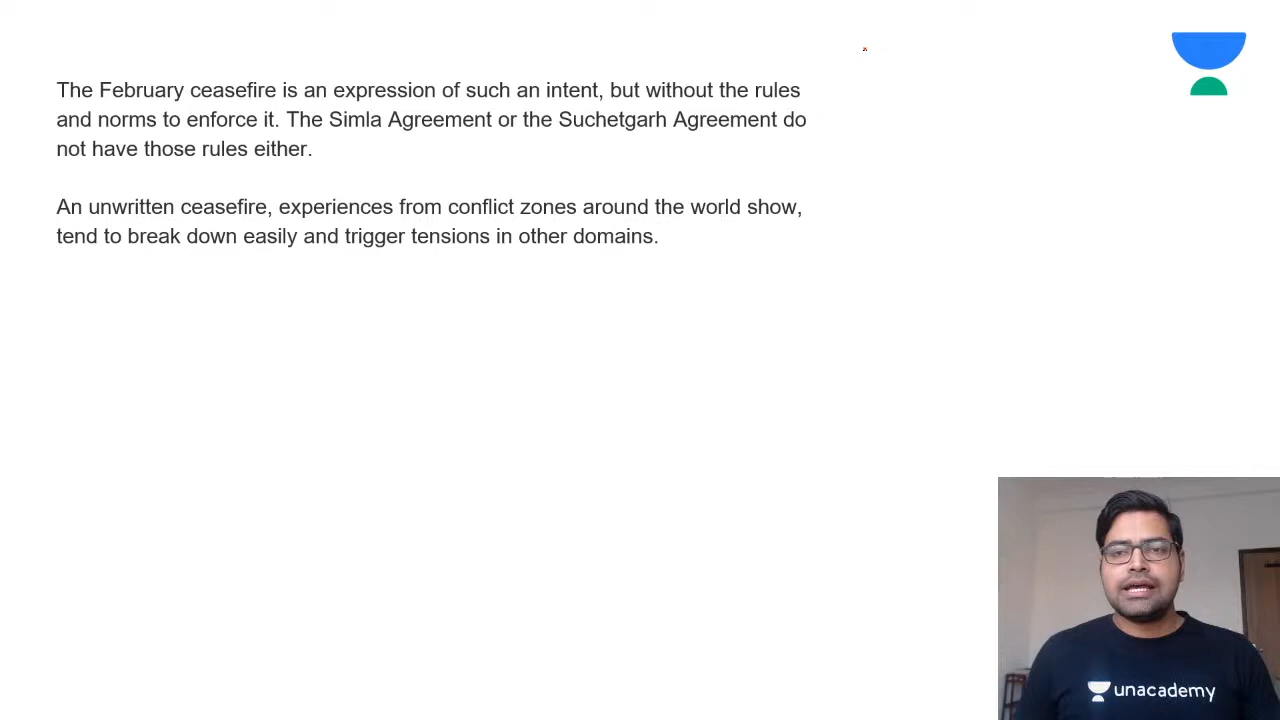 The February ceasefire is an expression of such an intent, but without the rules
and norms to enforce it. The Simla Agreement or the Suchetgarh Agreement do
not have those rules either.
An unwritten ceasefire, experiences from conflict zones around the world show,
tend to break down easily and trigger tensions in other domains.
unacademy